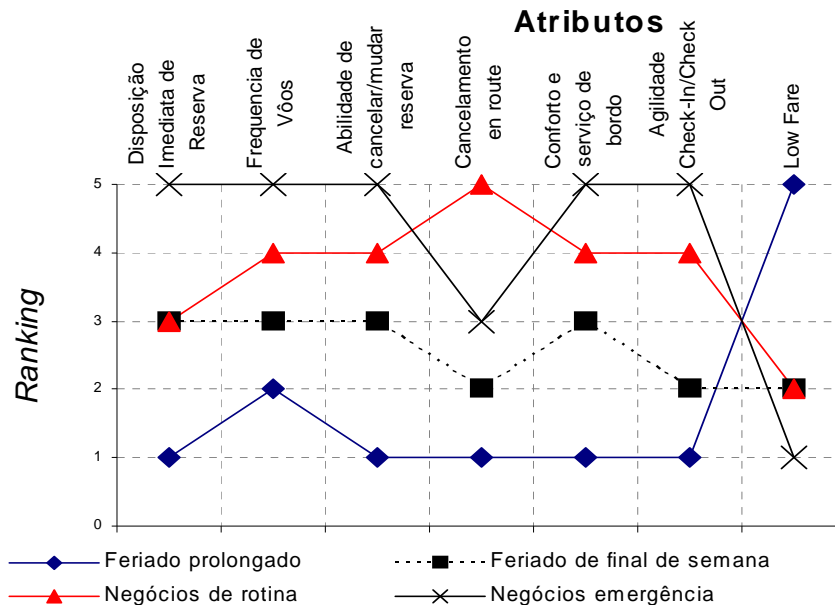 Atributos
Disposição
Imediata de
Reserva
Frequencia de
Vôos
Abilidade de
cancelar/mudar
reserva
Cancelamento
en route
Conforto e
serviço de
bordo
Agilidade
Check-In/Check
Out
Low Fare
Ranking
5
4
3
2
1
0
Feriado prolongado
Feriado de final de semana
Negócios de rotina
Negócios emergência